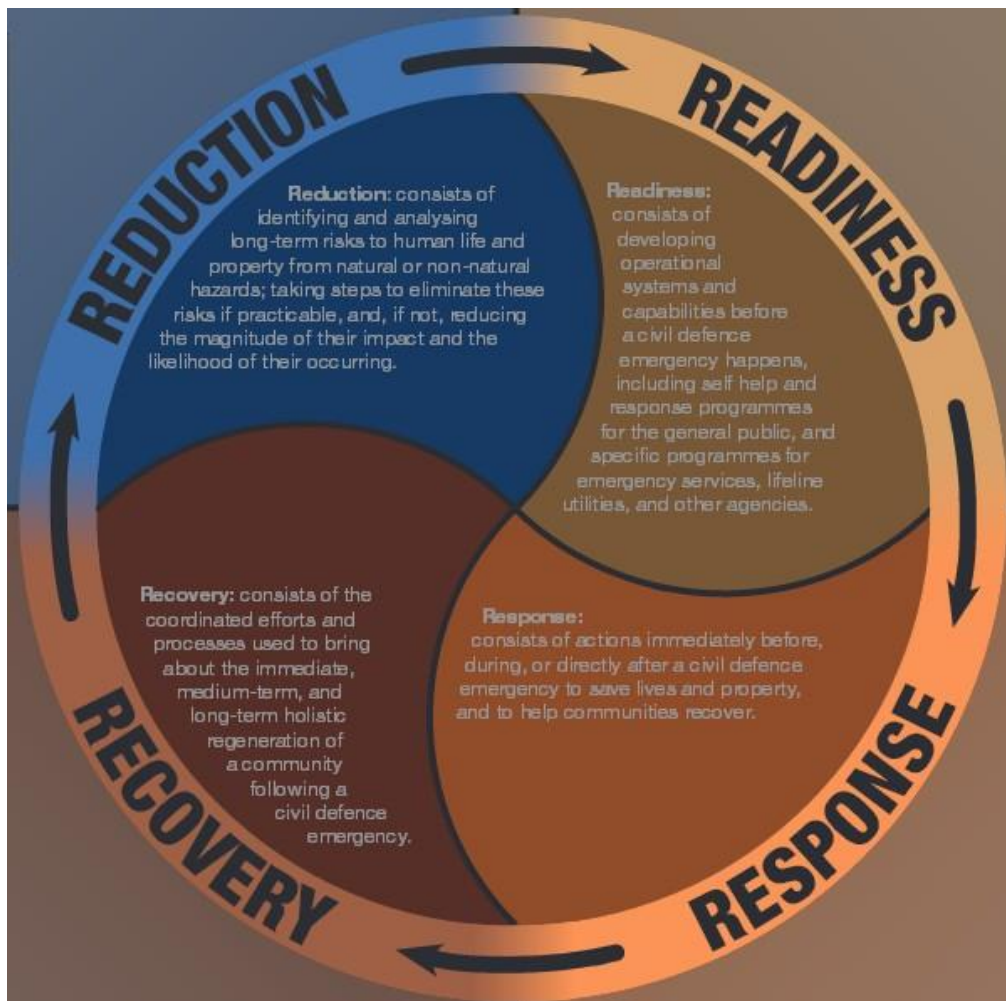 REDUCTION
READINESS
Reduction: consists of
identifying and analysing
long-term risks to human life and
property from natural or non-natural
hazards; taking steps to eliminate these
risks if practicable, and, if not, reducing
the magnitude of their impact and the
likelihood of their occurring.
Readiness:
consists of
developing
operational
systems and
capabilities before
a civil defence
emergency happens,
including self help and
response programmes
for the general public, and
specific programmes for
emergency services, lifeline
utilities, and other agencies.
Recovery: consists of the
coordinated efforts and
processes used to bring
about the immediate,
medium-term, and
long-term holistic
regeneration of
a community
following a
civil defence
emergency.
Response:
consists of actions immediately before,
during, or directly after a civil defence
emergency to save lives and property,
and to help communities recover.
RECOVERY
RESPONSE